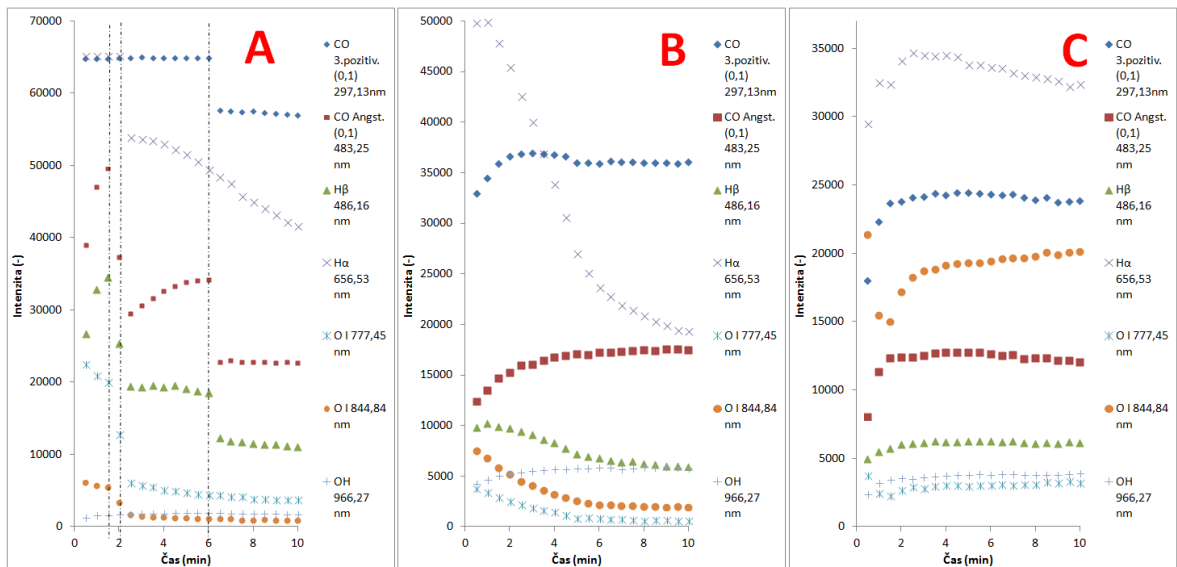 A
70000
60000
50000
40000
30000
20000
10000
0
Intenzita (-)
0
2
4
6
8
10
Čas (min)
CO
3.pozitiv.
(0,1)
297,13nm
CO Angst.
(0,1)
483,25
nm
Hβ
486,16
nm
Hα
656,53
nm
O I 777,45
nm
O I 844,84
nm
OH
966,27
nm
B
50000
45000
40000
35000
30000
25000
20000
15000
10000
5000
0
Intenzita (-)
0
2
4
6
8
10
Čas (min)
CO
3.pozitiv.
(0,1)
297,13nm
CO Angst.
(0,1)
483,25
nm
Hβ
486,16
nm
Hα
656,53
nm
O I 777,45
nm
O I 844,84
nm
OH
966,27
nm
C
35000
30000
25000
20000
15000
10000
5000
0
Intenzita (-)
0
2
4
6
8
10
Čas (min)
CO
3.pozitiv.
(0,1)
297,13nm
CO Angst.
(0,1)
483,25
nm
Hβ
486,16
nm
Hα
656,53
nm
O I 777,45
nm
O I 844,84
nm
OH
966,27
nm